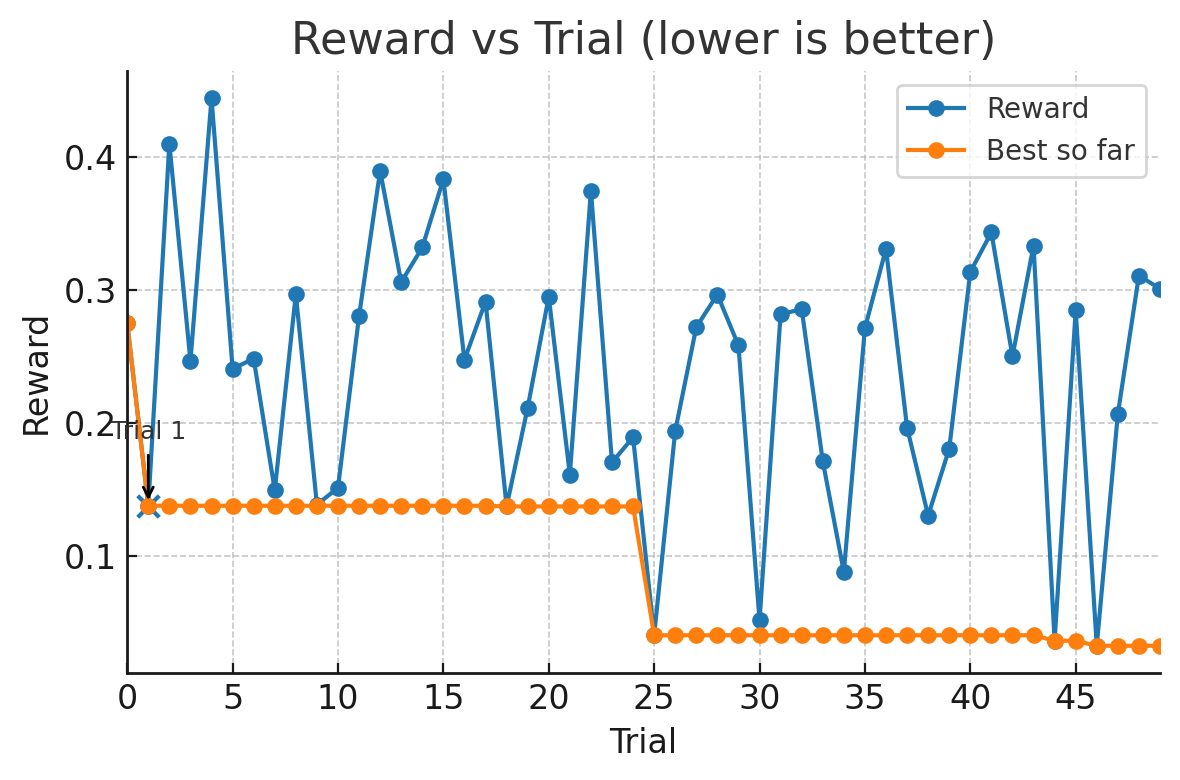 Reward vs Trial (lower is better)
Reward
Best so far
0.4
0.3
0.2
0.1
Reward
Trial 1
0 5 10 15 20 25 30 35 40 45
Trial